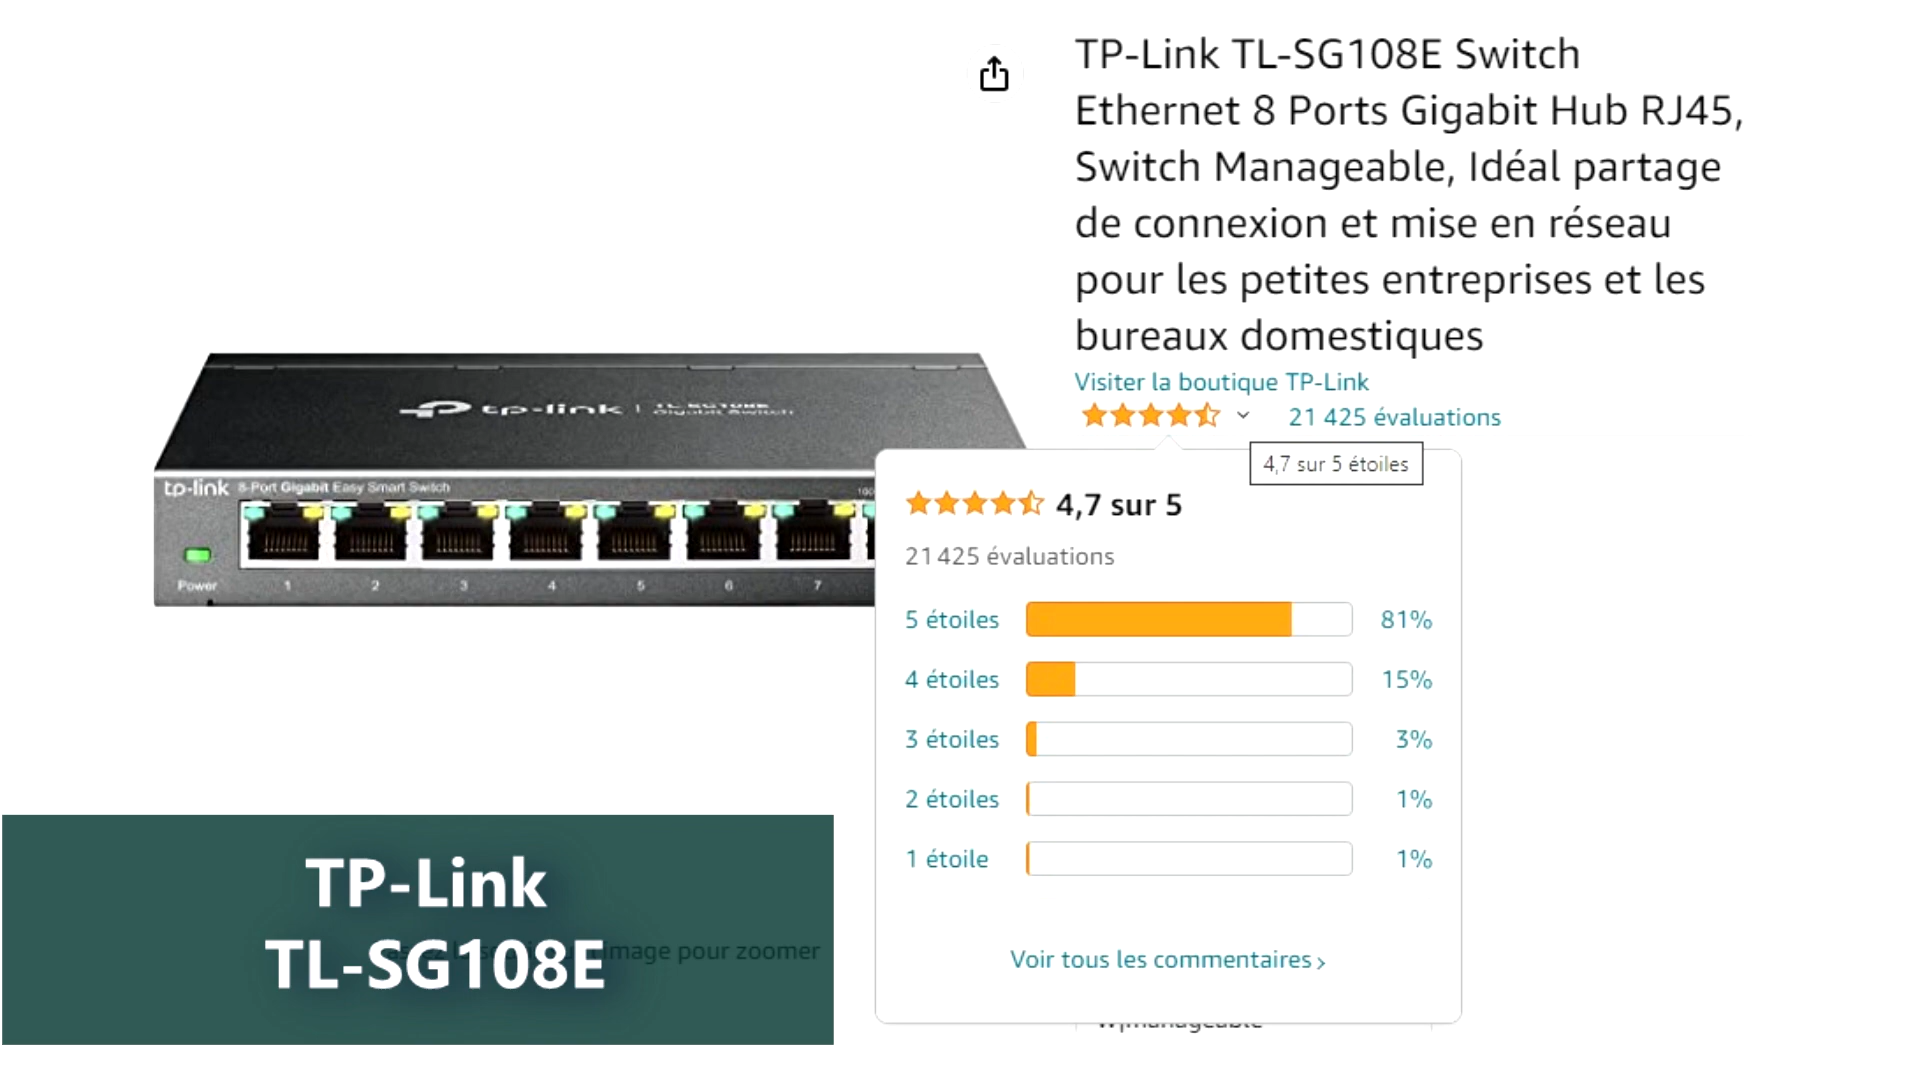 TP-Link TL-SG108E Switch
Ethernet 8 Ports Gigabit Hub RJ45,
Switch Manageable, Idéal partage
de connexion et mise en réseau
pour les petites entreprises et les
bureaux domestiques
Visiter la boutique TP-Link
21 425 évaluations
4,7 sur 5 étoiles
4,7 sur 5
21 425 évaluations
5 étoiles 81%
4 étoiles 15%
3 étoiles 3%
2 étoiles 1%
1 étoile 1%
Voir tous les commentaires ›
tp-link | TL-SG108E
Gigabit Switch
tp-link 8-Port Gigabit Easy Smart Switch
Power 1 2 3 4 5 6 7
TP-Link
TL-SG108E
image pour zoomer